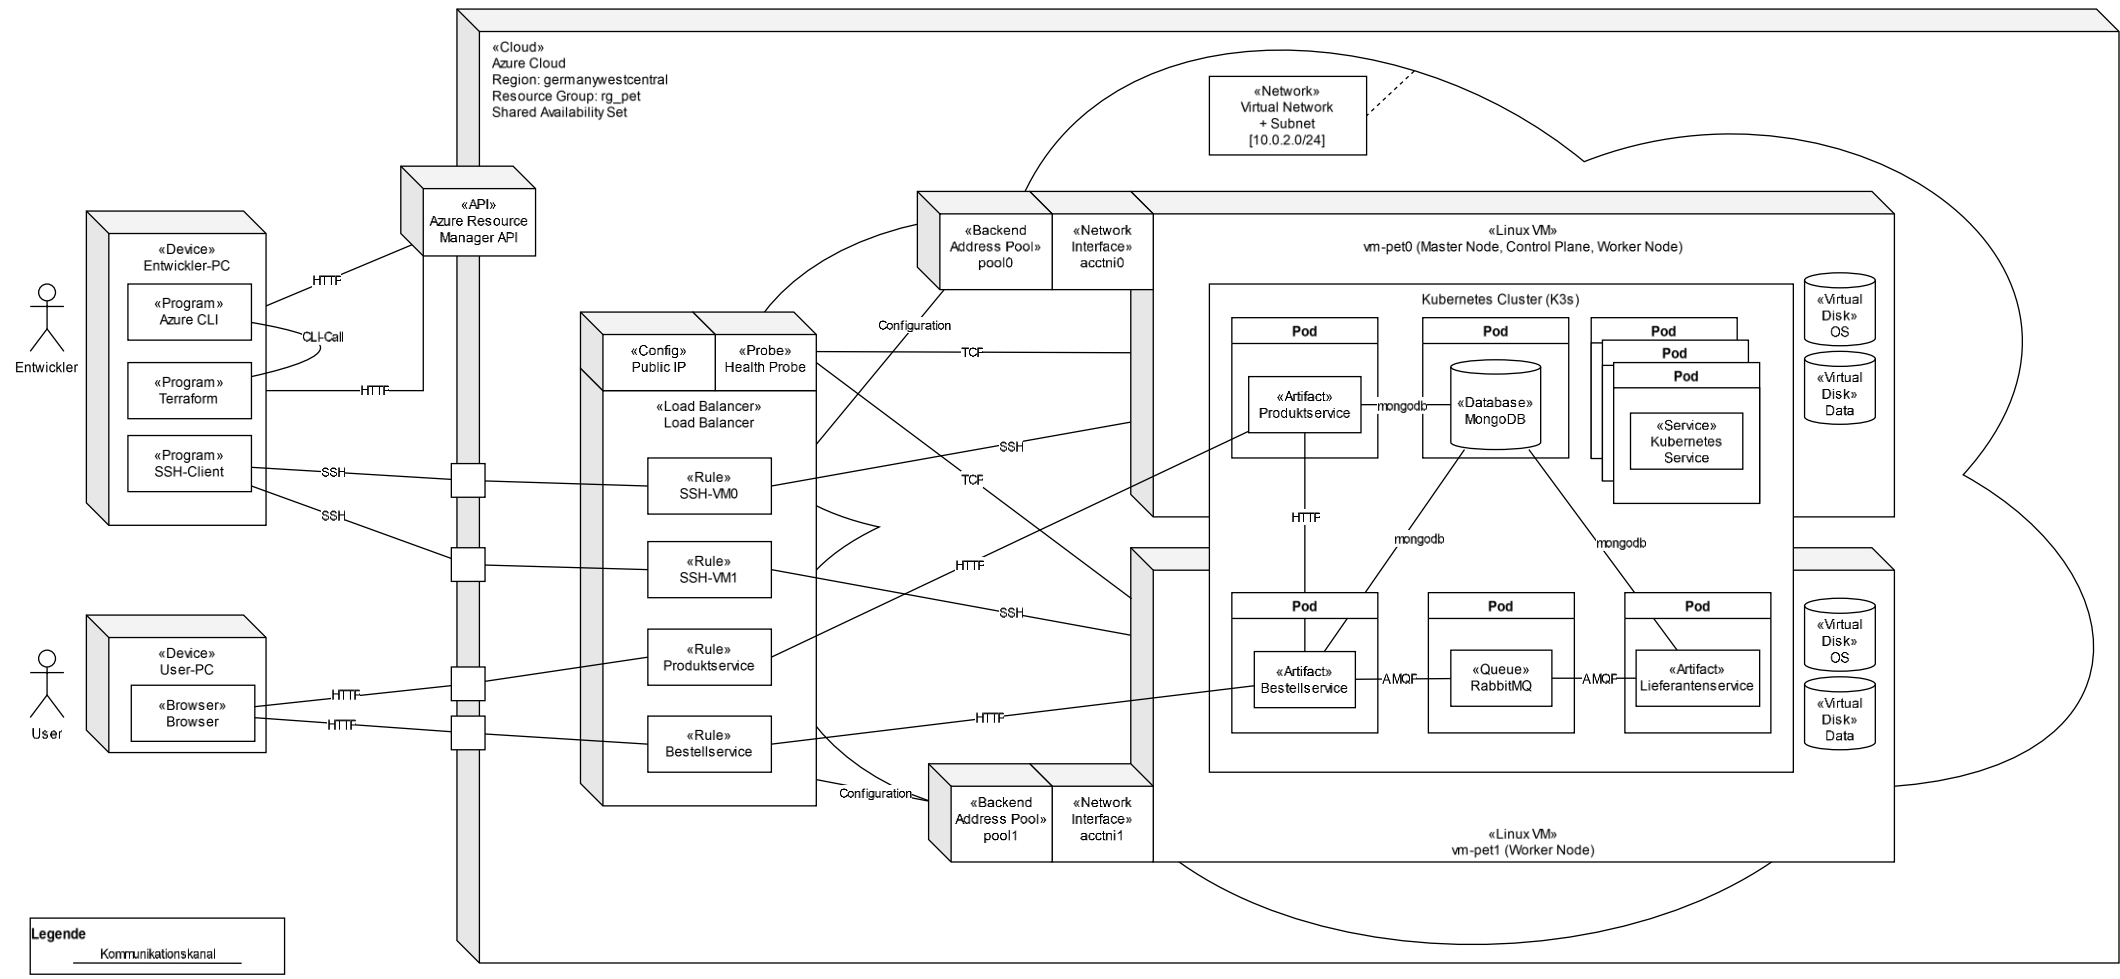 «Cloud»
Azure Cloud
Region: germanywestcentral
Resource Group: rg_pet
Shared Availability Set
«Network»
Virtual Network
+ Subnet
[10.0.2.0/24]
«API»
Azure Resource
Manager API
«Device»
Entwickler-PC
«Program»
Azure CLI
«Program»
Terraform
«Program»
SSH-Client
Entwickler
HTTP
CLI-Call
HTTP
SSH
SSH
«Device»
User-PC
«Browser»
Browser
User
HTTP
HTTP
«Config»
Public IP
«Probe»
Health Probe
«Load Balancer»
Load Balancer
«Rule»
SSH-VM0
«Rule»
SSH-VM1
«Rule»
Produktservice
«Rule»
Bestellservice
Configuration
TCP
SSH
TCP
HTTP
SSH
HTTP
Configuration
«Backend
Address Pool»
pool0
«Network
Interface»
acctni0
«Linux VM»
vm-pet0 (Master Node, Control Plane, Worker Node)
Kubernetes Cluster (K3s)
Pod
«Artifact»
Produktservice
mongodb
Pod
«Database»
MongoDB
Pod
Pod
Pod
«Service»
Kubernetes
Service
«Virtual
Disk»
OS
«Virtual
Disk»
Data
HTTP
mongodb
mongodb
Pod
«Artifact»
Bestellservice
AMQP
Pod
«Queue»
RabbitMQ
AMQP
Pod
«Artifact»
Lieferantenservice
«Virtual
Disk»
OS
«Virtual
Disk»
Data
«Backend
Address Pool»
pool1
«Network
Interface»
acctni1
«Linux VM»
vm-pet1 (Worker Node)
Legende
Kommunikationskanal